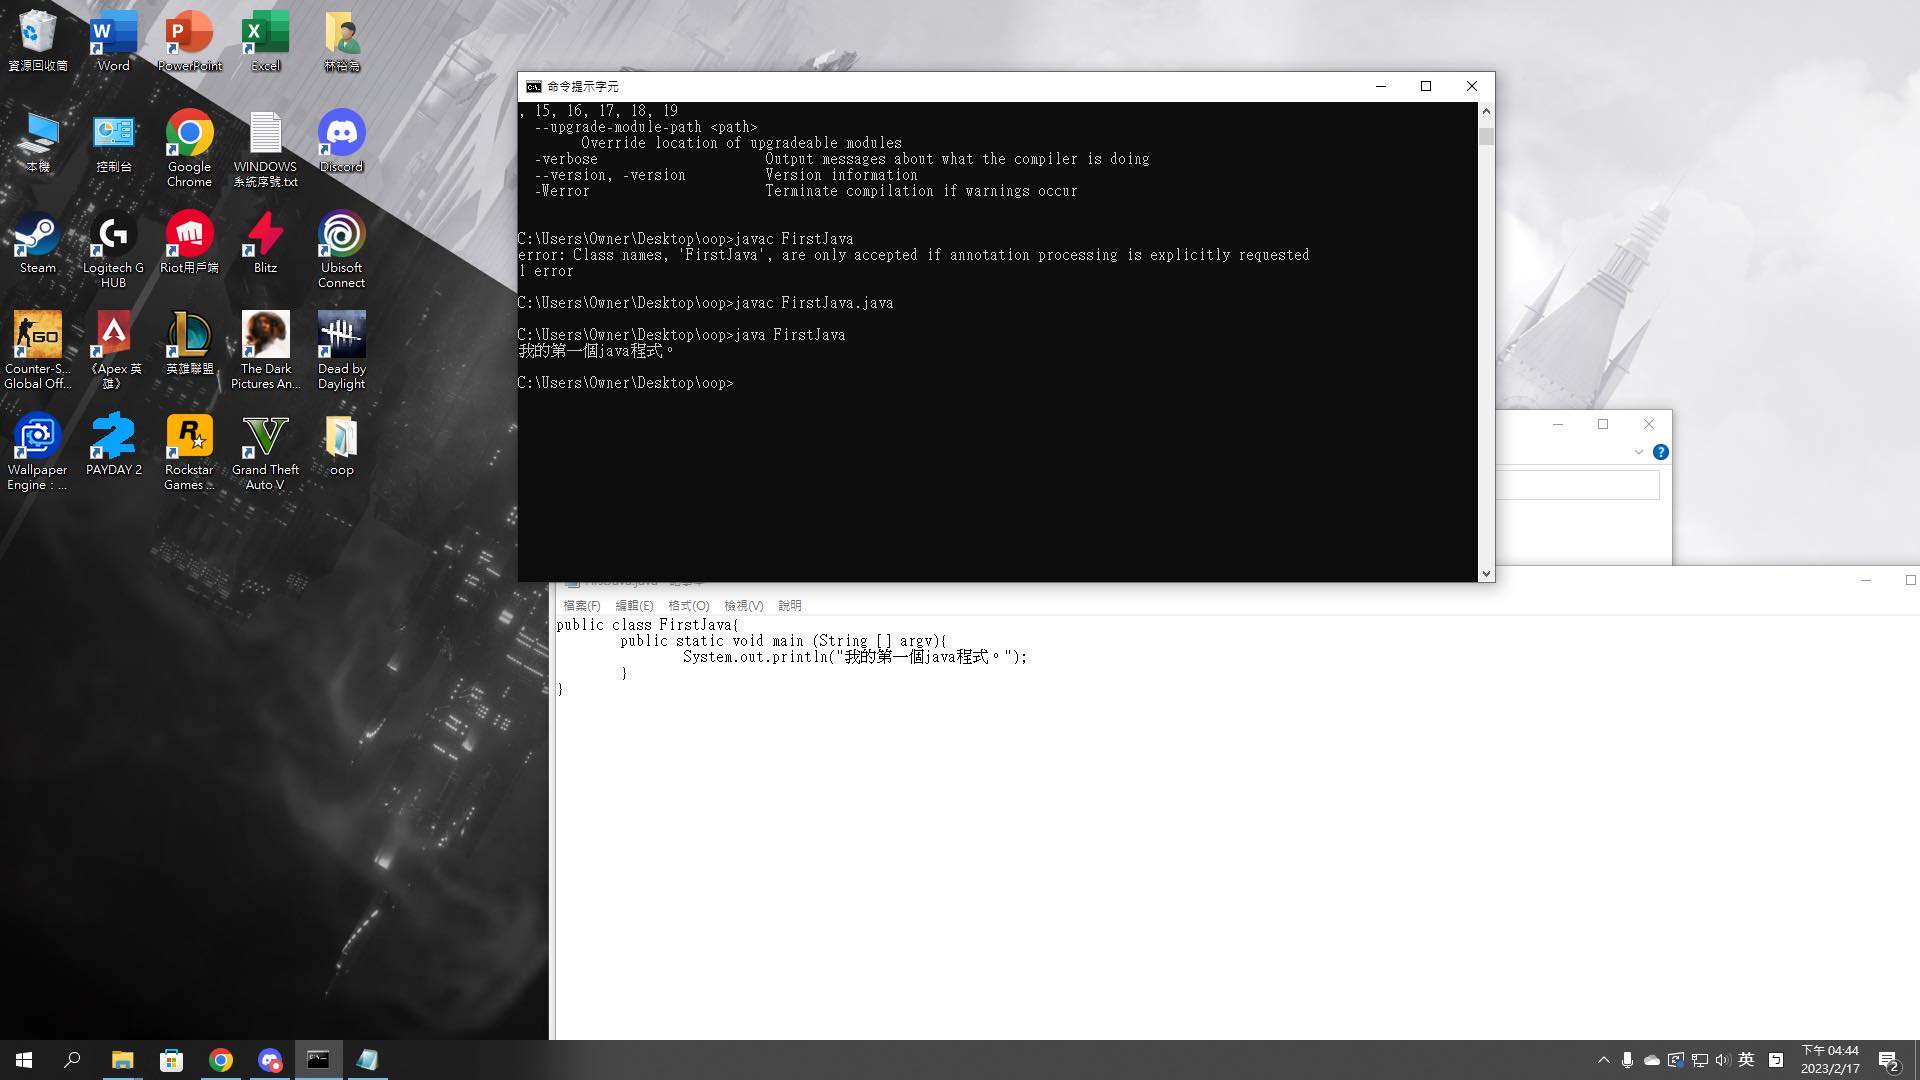 資源回收筒
Word
PowerPoint
Excel
林裕為
本機
控制台
Google
Chrome
WINDOWS
系統序號.txt
Discord
Steam
Logitech G
HUB
Riot用戶端
Blitz
Ubisoft
Connect
Counter-S...
Global Off...
《Apex 英
雄》
英雄聯盟
The Dark
Pictures An...
Dead by
Daylight
Wallpaper
Engine：...
PAYDAY 2
Rockstar
Games ...
Grand Theft
Auto V
oop
命令提示字元
, 15, 16, 17, 18, 19
--upgrade-module-path <path>
Override location of upgradeable modules
-verbose Output messages about what the compiler is doing
--version, -version Version information
-Werror Terminate compilation if warnings occur
C:\Users\Owner\Desktop\oop>javac FirstJava
error: Class names, 'FirstJava', are only accepted if annotation processing is explicitly requested
1 error
C:\Users\Owner\Desktop\oop>javac FirstJava.java
C:\Users\Owner\Desktop\oop>java FirstJava
我的第一個java程式。
C:\Users\Owner\Desktop\oop>
檔案(F) 編輯(E) 格式(O) 檢視(V) 說明
public class FirstJava{
public static void main (String [] argv){
System.out.println("我的第一個java程式。");
}
}
英
下午 04:44
2023/2/17
2